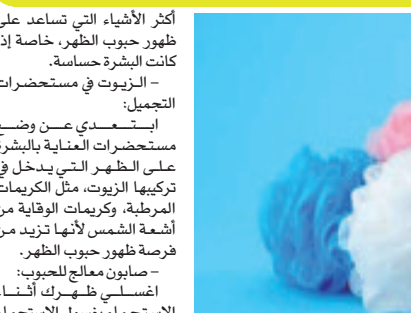 أكثر الأشياء التي تساعد على
ظهور حبوب الظهر، خاصة إذا
كانت البشرة حساسة.
– الزيوت في مستحضرات
التجميل:
ابتعدي عن وضع
مستحضرات العناية بالبشرة
على الظهر التي يدخل في
تركيبها الزيوت، مثل الكريمات
المرطبة، وكريمات الوقاية من
أشعة الشمس لأنها تزيد من
فرصة ظهور حبوب الظهر.
– صابون معالج للحبوب:
اغسلي ظهرك أثناء